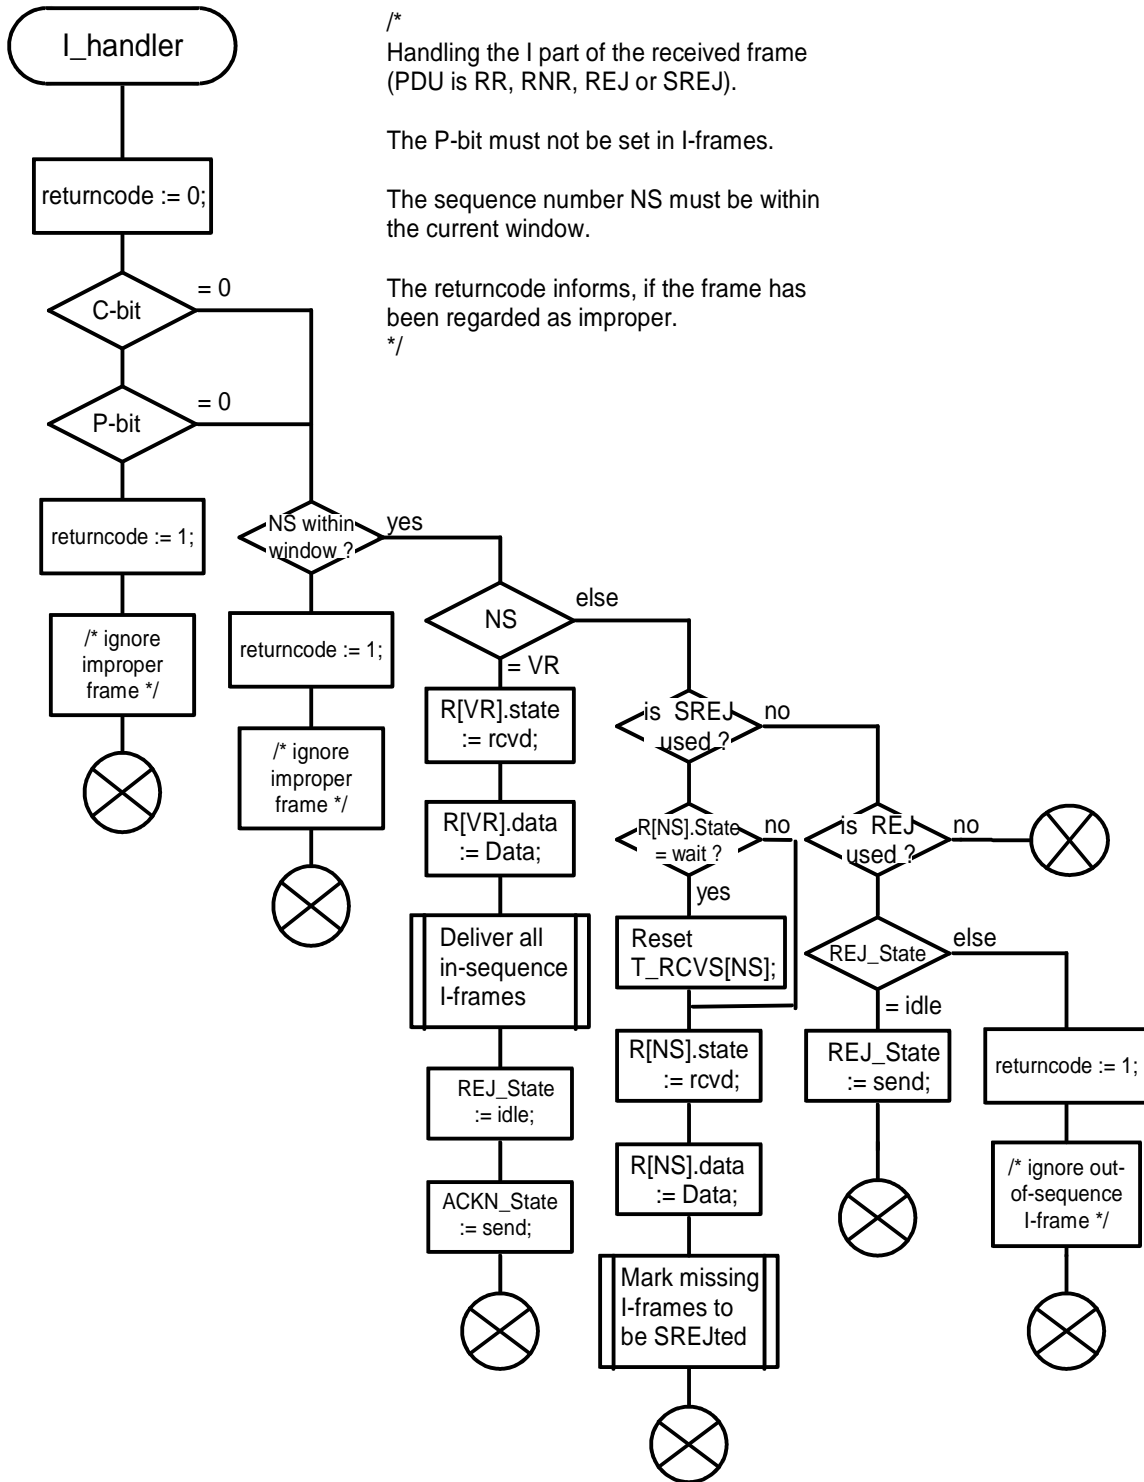 I_handler
/*
Handling the I part of the received frame
(PDU is RR, RNR, REJ or SREJ).
The P-bit must not be set in I-frames.
The sequence number NS must be within
the current window.
The returncode informs, if the frame has
been regarded as improper.
*/
returncode := 0;
C-bit
= 0
P-bit
= 0
returncode := 1;
/* ignore
improper
frame */
NS within
window ?
yes
returncode := 1;
/* ignore
improper
frame */
NS
else
= VR
R[VR].state
:= rcvd;
R[VR].data
:= Data;
Deliver all
in-sequence
I-frames
REJ_State
:= idle;
ACKN_State
:= send;
is SREJ
used ?
no
R[NS].State
= wait ?
no
yes
Reset
T_RCVS[NS];
R[NS].state
:= rcvd;
R[NS].data
:= Data;
Mark missing
I-frames to
be SREJted
is REJ
used ?
no
REJ_State
else
= idle
REJ_State
:= send;
returncode := 1;
/* ignore out-
of-sequence
I-frame */